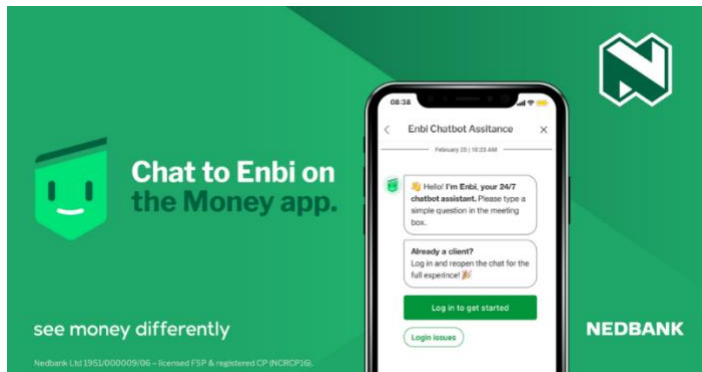 Chat to Enbi on
the Money app.
see money differently
Nedbank Ltd 1951/000009/06 – licensed FSP & registered CP (NCRCP16).
08:38
Enbi Chatbot Assitance
February 25 | 10:23 AM
👋 Hello! I'm Enbi, your 24/7
chatbot assistant. Please type a
simple question in the meeting
box.
Already a client?
Log in and reopen the chat for the
full experince! 🎉
Log in to get started
Login issues
N
NEDBANK